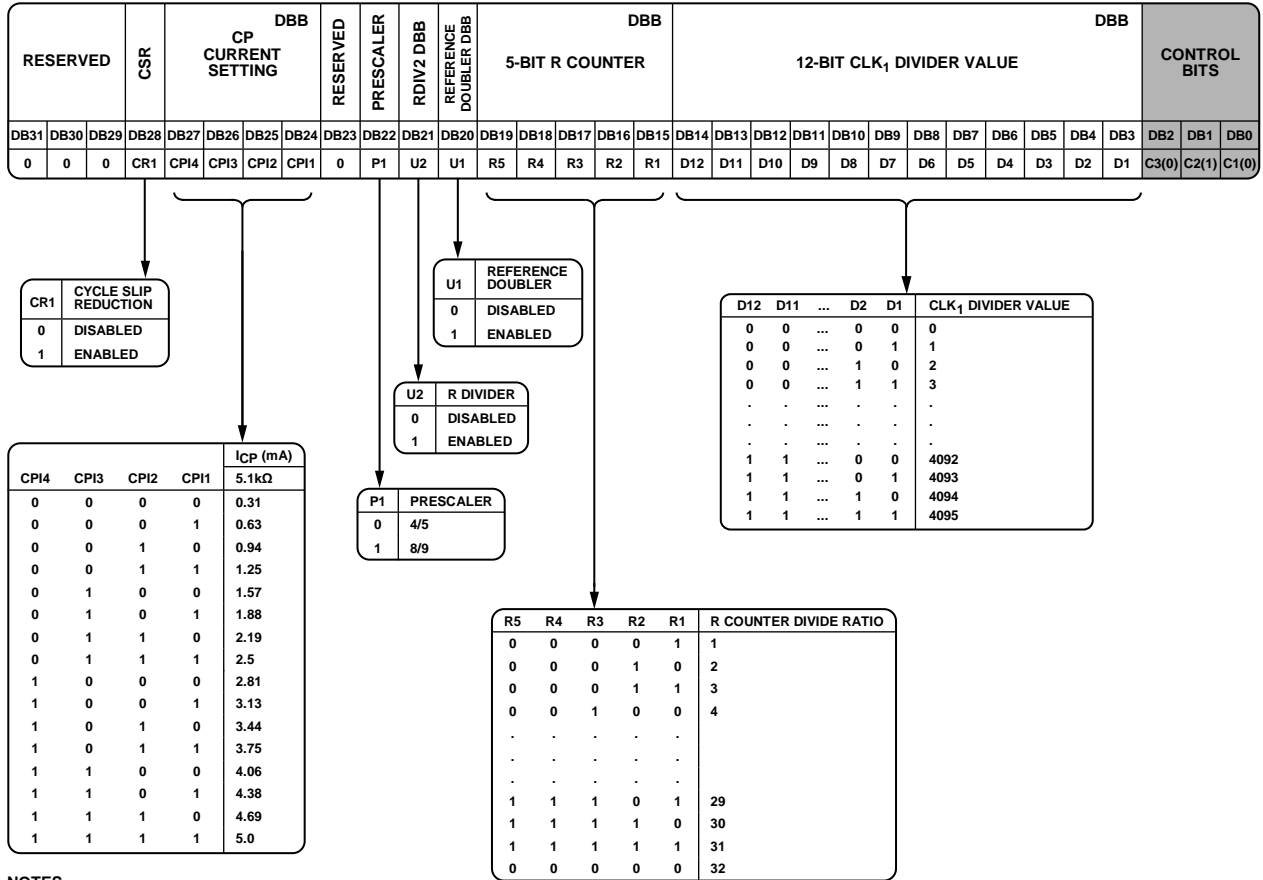 RESERVED
CSR
DBB
CP
CURRENT
SETTING
RESERVED
PRESCALER
RDIV2 DBB
REFERENCE
DOUBLER DBB
DBB
5-BIT R COUNTER
DBB
12-BIT CLK₁ DIVIDER VALUE
CONTROL
BITS
DB31 DB30 DB29 DB28 DB27 DB26 DB25 DB24 DB23 DB22 DB21 DB20 DB19 DB18 DB17 DB16 DB15 DB14 DB13 DB12 DB11 DB10 DB9 DB8 DB7 DB6 DB5 DB4 DB3 DB2 DB1 DB0
0 0 0 CR1 CPI4 CPI3 CPI2 CPI1 0 P1 U2 U1 R5 R4 R3 R2 R1 D12 D11 D10 D9 D8 D7 D6 D5 D4 D3 D2 D1 C3(0) C2(1) C1(0)
CR1 CYCLE SLIP
REDUCTION
0 DISABLED
1 ENABLED
U1 REFERENCE
DOUBLER
0 DISABLED
1 ENABLED
U2 R DIVIDER
0 DISABLED
1 ENABLED
P1 PRESCALER
0 4/5
1 8/9
ICP (mA)
CPI4 CPI3 CPI2 CPI1 5.1kΩ
0 0 0 0 0.31
0 0 0 1 0.63
0 0 1 0 0.94
0 0 1 1 1.25
0 1 0 0 1.57
0 1 0 1 1.88
0 1 1 0 2.19
0 1 1 1 2.5
1 0 0 0 2.81
1 0 0 1 3.13
1 0 1 0 3.44
1 0 1 1 3.75
1 1 0 0 4.06
1 1 0 1 4.38
1 1 1 0 4.69
1 1 1 1 5.0
D12 D11 ... D2 D1 CLK₁ DIVIDER VALUE
0 0 ... 0 0 0
0 0 ... 0 1 1
0 0 ... 1 0 2
0 0 ... 1 1 3
. . ... . . .
. . ... . . .
. . ... . . .
1 1 ... 0 0 4092
1 1 ... 0 1 4093
1 1 ... 1 0 4094
1 1 ... 1 1 4095
R5 R4 R3 R2 R1 R COUNTER DIVIDE RATIO
0 0 0 0 1 1
0 0 0 1 0 2
0 0 0 1 1 3
0 0 1 0 0 4
. . . . .
. . . . .
. . . . .
1 1 1 0 1 29
1 1 1 1 0 30
1 1 1 1 1 31
0 0 0 0 0 32
NOTES